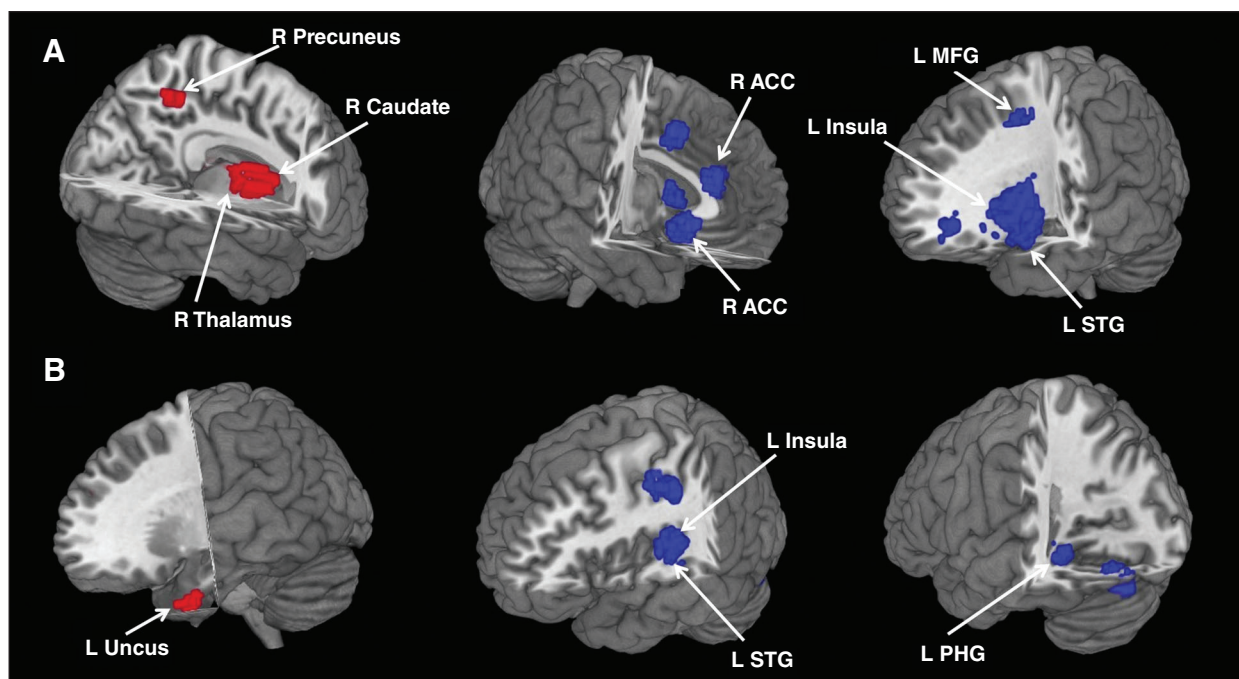 A
R Precuneus
R Caudate
R Thalamus
R ACC
R ACC
L MFG
L Insula
L STG
B
L Uncus
L Insula
L STG
L PHG